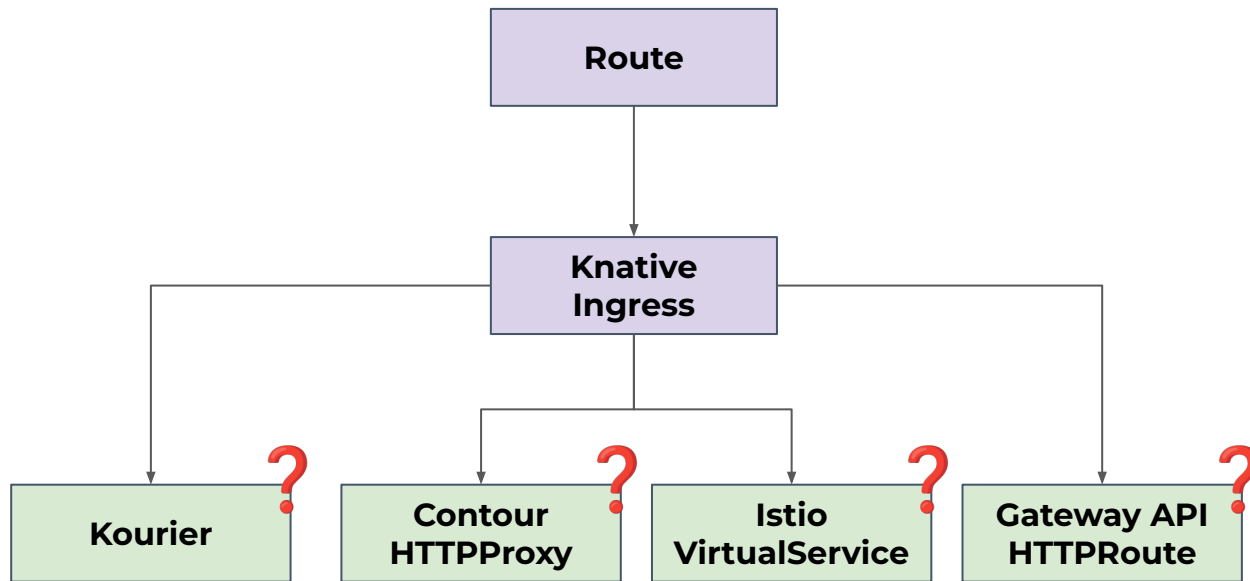 Route
Knative
Ingress
❓
❓
❓
❓
Kourier
Contour
HTTPProxy
Istio
VirtualService
Gateway API
HTTPRoute